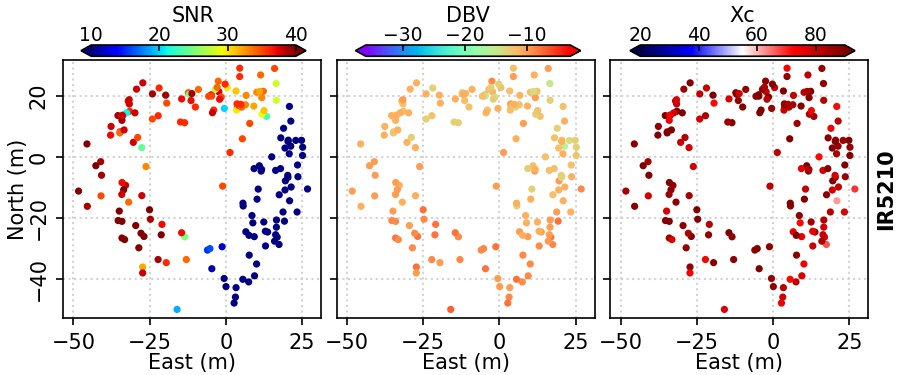 SNR DBV Xc
10 20 30 40 −30 −20 −10 20 40 60 80
20
0
−20
−40
North (m)
−50 −25 0 25 −50 −25 0 25 −50 −25 0 25
East (m) East (m) East (m)
IR5210